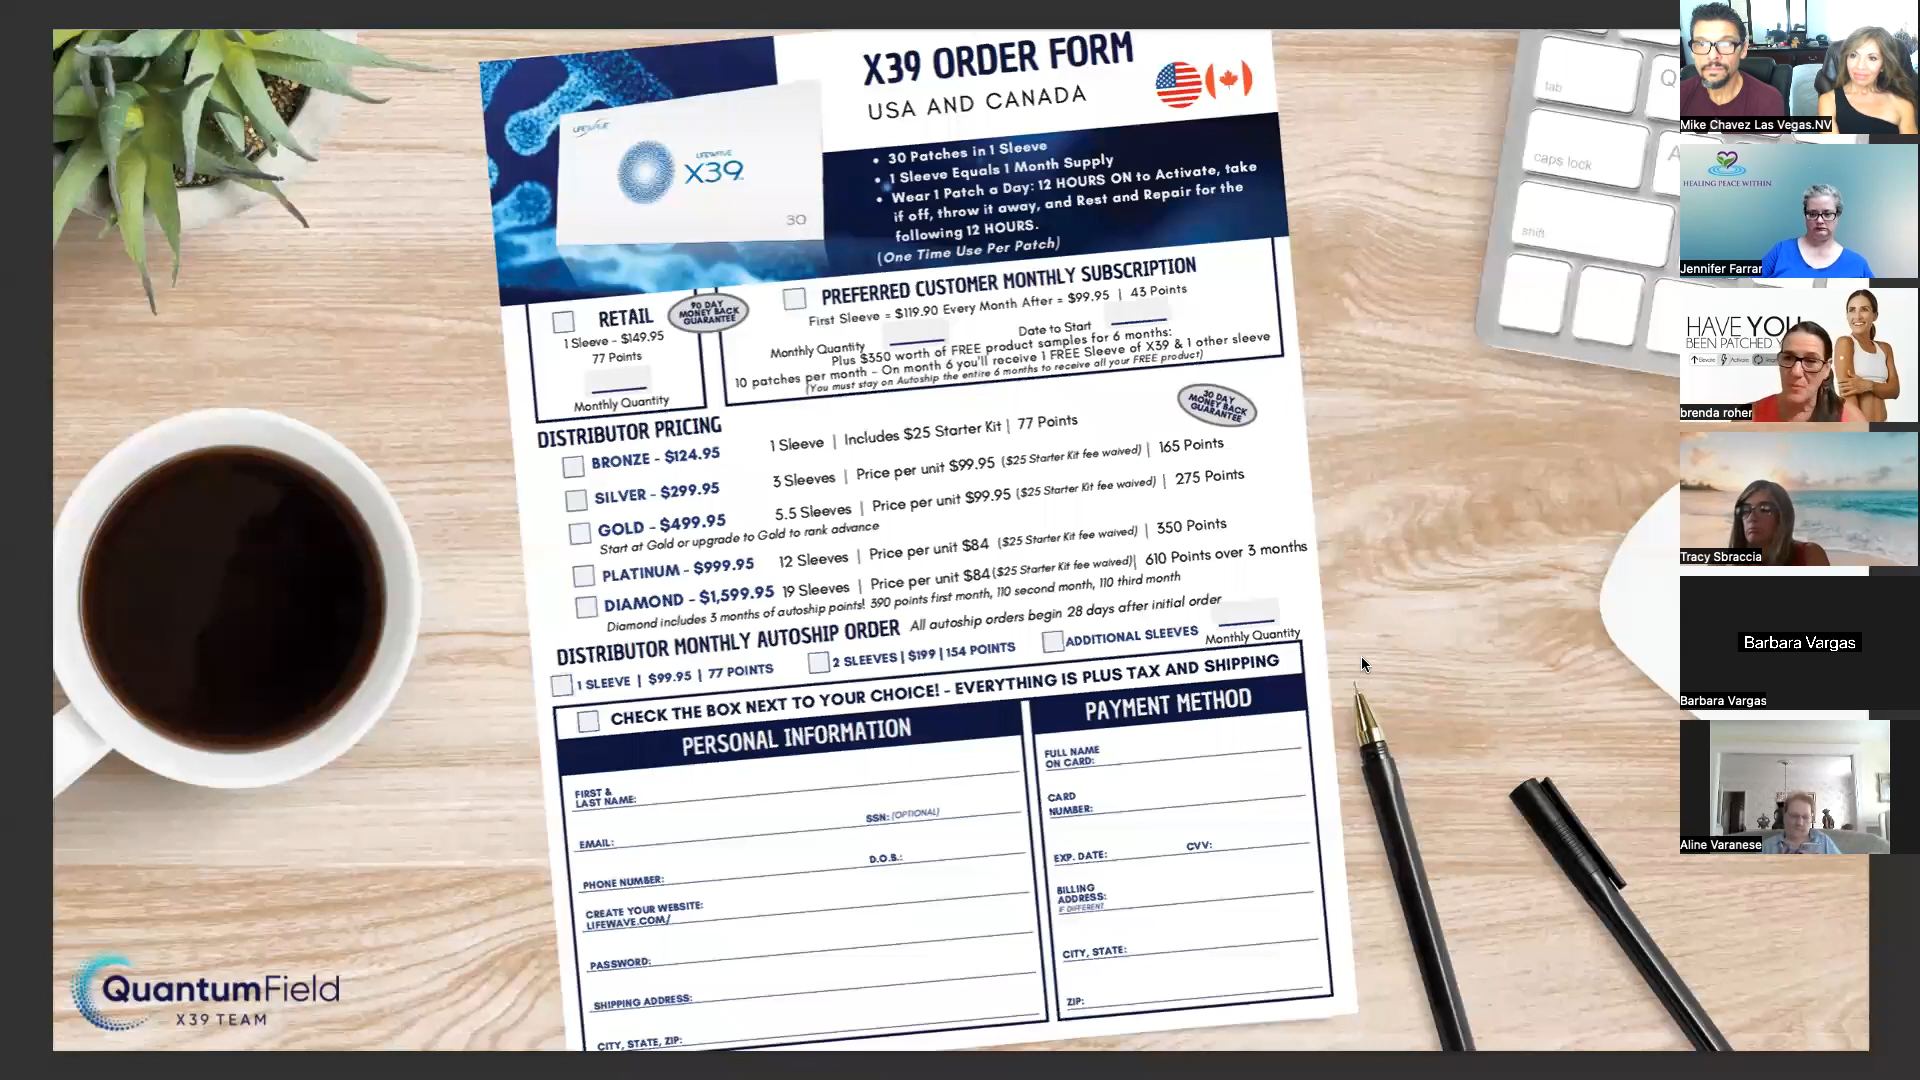 X39 ORDER FORM
USA AND CANADA
LIFEWAVE
LIFEWAVE
X39
30
• 30 Patches in 1 Sleeve
• 1 Sleeve Equals 1 Month Supply
• Wear 1 Patch a Day: 12 HOURS ON to Activate, take
if off, throw it away, and Rest and Repair for the
following 12 HOURS.
(One Time Use Per Patch)
RETAIL
1 Sleeve - $149.95
77 Points
Monthly Quantity
90 DAY
MONEY BACK
GUARANTEE
PREFERRED CUSTOMER MONTHLY SUBSCRIPTION
First Sleeve = $119.90 Every Month After = $99.95 | 43 Points
Monthly Quantity
Date to Start
Plus $350 worth of FREE product samples for 6 months:
10 patches per month - On month 6 you'll receive 1 FREE Sleeve of X39 & 1 other sleeve
(You must stay on Autoship the entire 6 months to receive all your FREE product)
30 DAY
MONEY BACK
GUARANTEE
DISTRIBUTOR PRICING
BRONZE - $124.95 1 Sleeve | Includes $25 Starter Kit | 77 Points
SILVER - $299.95 3 Sleeves | Price per unit $99.95 ($25 Starter Kit fee waived) | 165 Points
GOLD - $499.95 5.5 Sleeves | Price per unit $99.95 ($25 Starter Kit fee waived) | 275 Points
Start at Gold or upgrade to Gold to rank advance
PLATINUM - $999.95 12 Sleeves | Price per unit $84 ($25 Starter Kit fee waived) | 350 Points
DIAMOND - $1,599.95 19 Sleeves | Price per unit $84 ($25 Starter Kit fee waived) | 610 Points over 3 months
Diamond includes 3 months of autoship points! 390 points first month, 110 second month, 110 third month
DISTRIBUTOR MONTHLY AUTOSHIP ORDER All autoship orders begin 28 days after initial order
1 SLEEVE | $99.95 | 77 POINTS
2 SLEEVES | $199 | 154 POINTS
ADDITIONAL SLEEVES
Monthly Quantity
CHECK THE BOX NEXT TO YOUR CHOICE! - EVERYTHING IS PLUS TAX AND SHIPPING
PERSONAL INFORMATION
FIRST &
LAST NAME:
SSN: (OPTIONAL)
EMAIL:
D.O.B.:
PHONE NUMBER:
CREATE YOUR WEBSITE:
LIFEWAVE.COM/
PASSWORD:
SHIPPING ADDRESS:
CITY, STATE, ZIP:
PAYMENT METHOD
FULL NAME
ON CARD:
CARD
NUMBER:
EXP. DATE:
CVV:
BILLING
ADDRESS:
IF DIFFERENT
CITY, STATE:
ZIP:
tab
Q
caps lock
A
shift
QuantumField
X39 TEAM
Mike Chavez Las Vegas.NV
HEALING PEACE WITHIN
Jennifer Farrar
HAVE YOU
BEEN PATCHED Y
Elevate Activate
brenda roher
Tracy Sbraccia
Barbara Vargas
Barbara Vargas
Aline Varanese